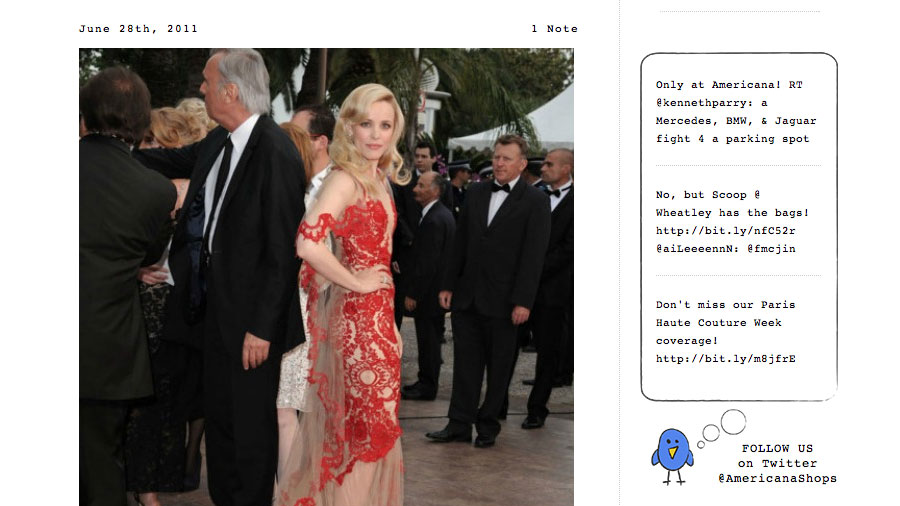 June 28th, 2011
1 Note
Only at Americana! RT
@kennethparry: a
Mercedes, BMW, & Jaguar
fight 4 a parking spot
No, but Scoop @
Wheatley has the bags!
http://bit.ly/nfC52r
@aiLeeeennN: @fmcjin
Don't miss our Paris
Haute Couture Week
coverage!
http://bit.ly/m8jfrE
FOLLOW US
on Twitter
@AmericanaShops